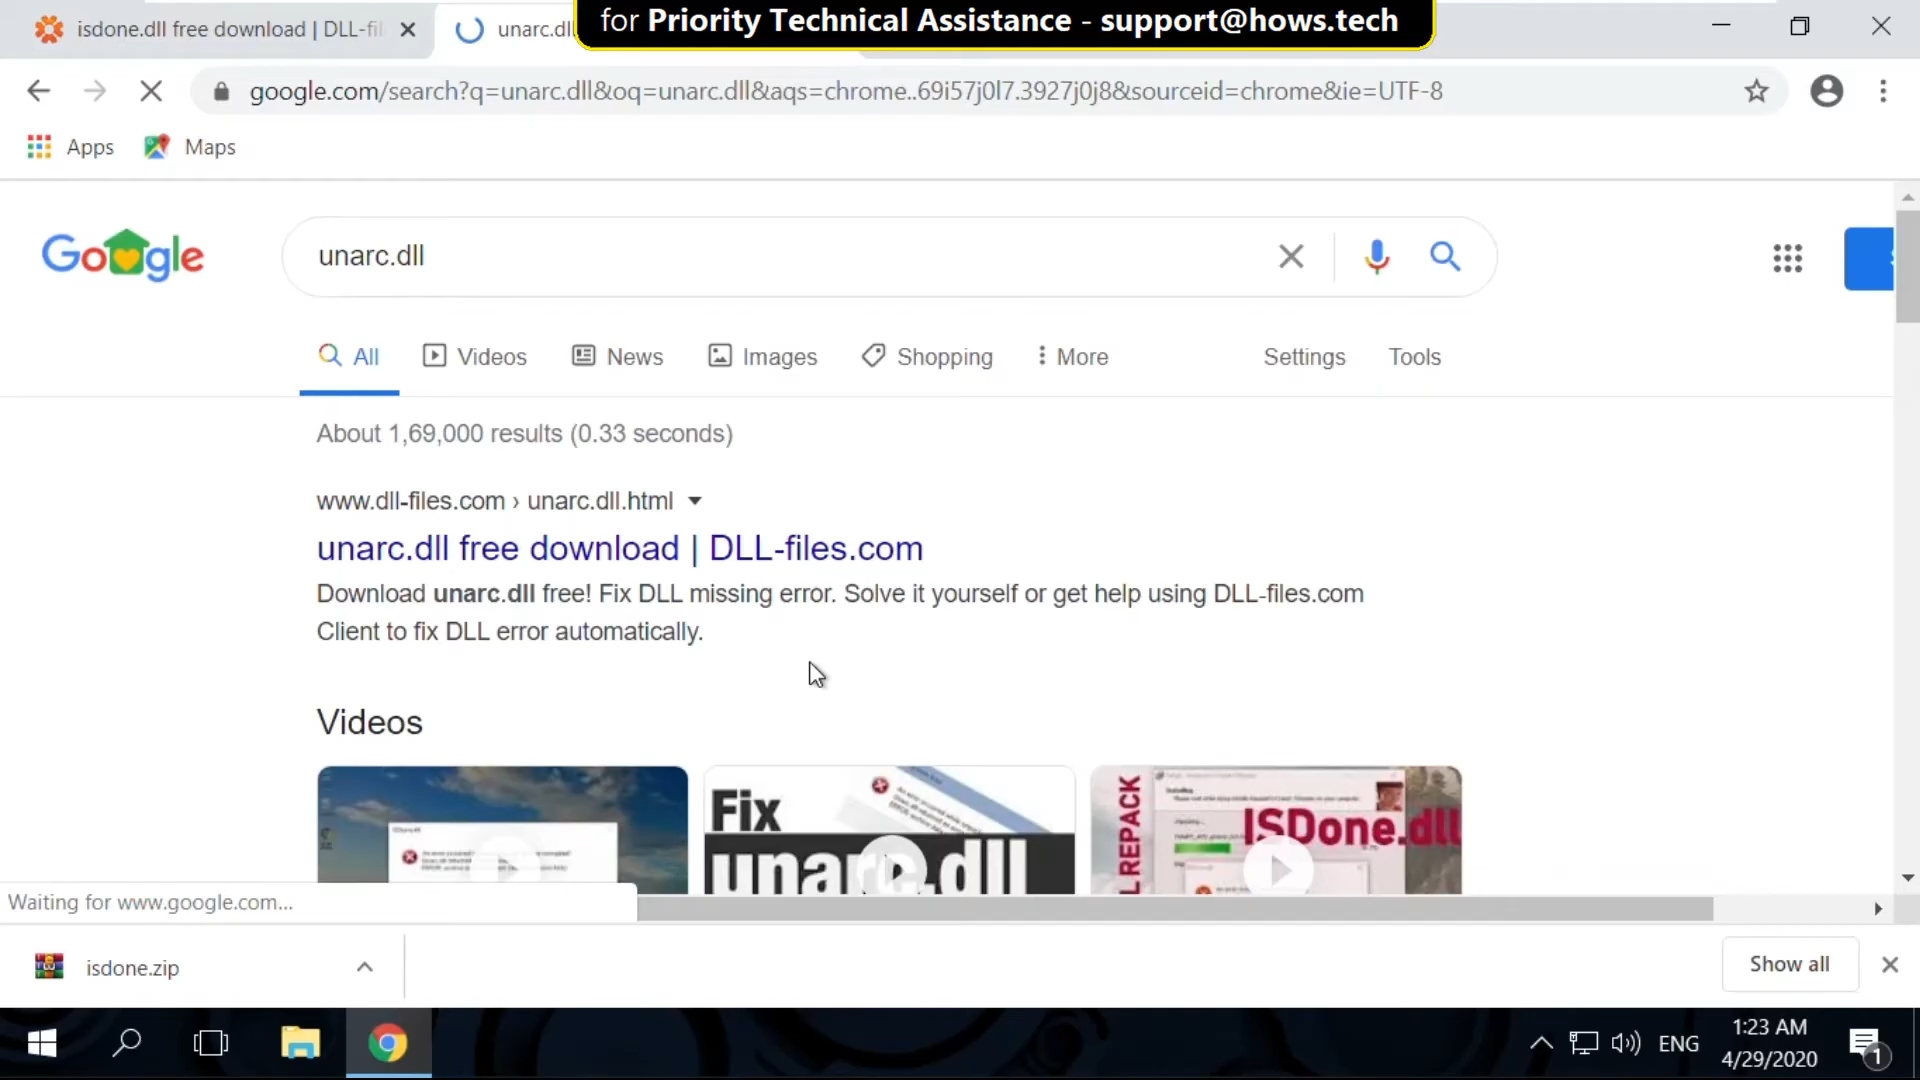 for Priority Technical Assistance - support@hows.tech
isdone.dll free download | DLL-fil
unarc.dll
google.com/search?q=unarc.dll&oq=unarc.dll&aqs=chrome..69i57j0l7.3927j0j8&sourceid=chrome&ie=UTF-8
Apps
Maps
Google
unarc.dll
All
Videos
News
Images
Shopping
More
Settings
Tools
About 1,69,000 results (0.33 seconds)
www.dll-files.com › unarc.dll.html
unarc.dll free download | DLL-files.com
Download unarc.dll free! Fix DLL missing error. Solve it yourself or get help using DLL-files.com
Client to fix DLL error automatically.
Videos
Fix
unarc.dll
L REPACK
ISDone.dll
Waiting for www.google.com...
isdone.zip
Show all
ENG
1:23 AM
4/29/2020
1